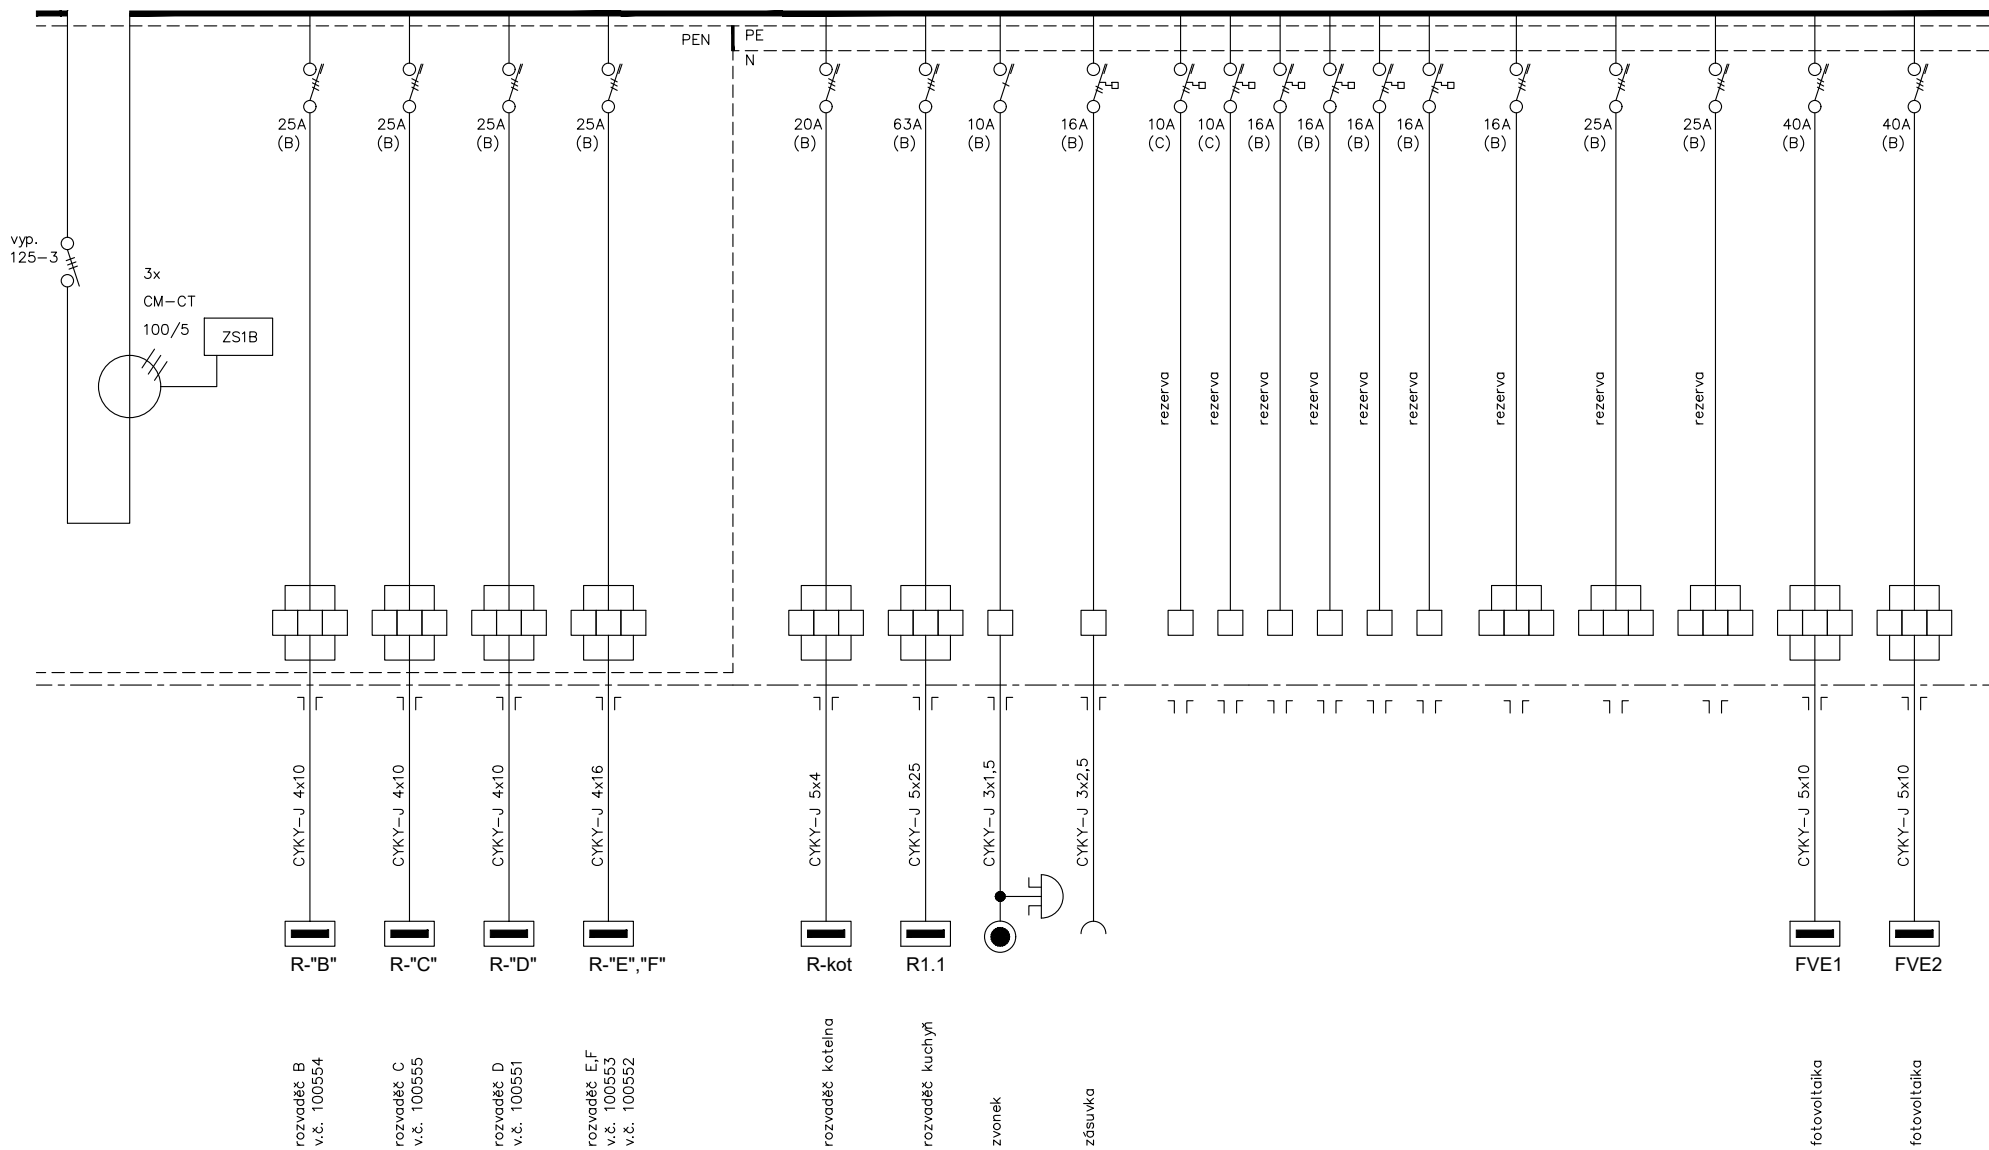 PEN
PE
N
25A
(B)
25A
(B)
25A
(B)
25A
(B)
20A
(B)
63A
(B)
10A
(B)
16A
(B)
10A
(C)
10A
(C)
16A
(B)
16A
(B)
16A
(B)
16A
(B)
16A
(B)
25A
(B)
25A
(B)
40A
(B)
40A
(B)
vyp.
125-3
3x
CM-CT
100/5
ZS1B
rezerva
rezerva
rezerva
rezerva
rezerva
rezerva
rezerva
rezerva
rezerva
CYKY-J 4x10
CYKY-J 4x10
CYKY-J 4x10
CYKY-J 4x16
CYKY-J 5x4
CYKY-J 5x25
CYKY-J 3x1,5
CYKY-J 3x2,5
CYKY-J 5x10
CYKY-J 5x10
R-"B"
R-"C"
R-"D"
R-"E","F"
R-kot
R1.1
FVE1
FVE2
rozvaděč B
v.č. 100554
rozvaděč C
v.č. 100555
rozvaděč D
v.č. 100551
rozvaděč E,F
v.č. 100553
v.č. 100552
rozvaděč kotelna
rozvaděč kuchyň
zvonek
zásuvka
fotovoltaika
fotovoltaika